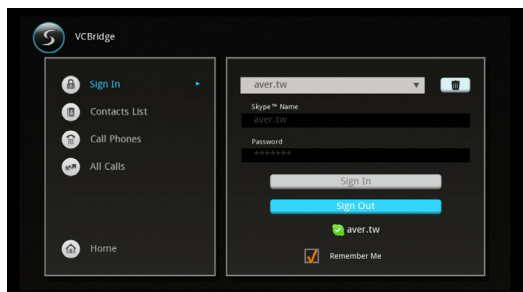 VCBridge
Sign In
Contacts List
Call Phones
All Calls
Home
aver.tw
Skype™ Name
aver.tw
Password
*******
Sign In
Sign Out
aver.tw
Remember Me